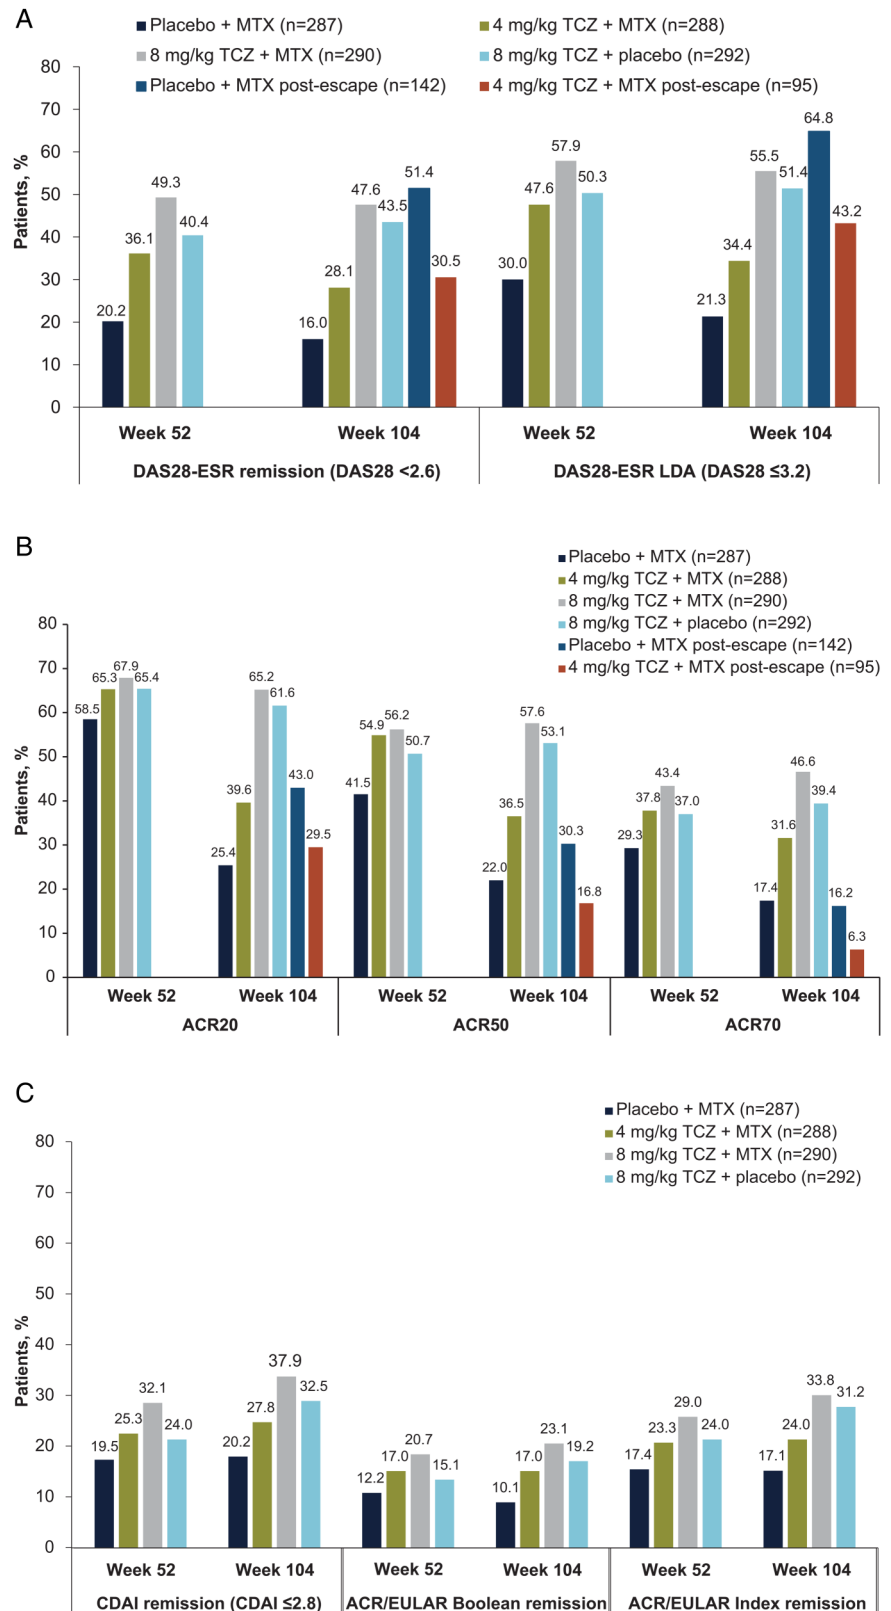 A
Placebo + MTX (n=287)
4 mg/kg TCZ + MTX (n=288)
8 mg/kg TCZ + MTX (n=290)
8 mg/kg TCZ + placebo (n=292)
Placebo + MTX post-escape (n=142)
4 mg/kg TCZ + MTX post-escape (n=95)
Patients, %
80
70
60
50
40
30
20
10
0
20.2
36.1
49.3
40.4
16.0
28.1
47.6
43.5
51.4
30.5
30.0
47.6
57.9
50.3
21.3
34.4
55.5
51.4
64.8
43.2
Week 52
Week 104
Week 52
Week 104
DAS28-ESR remission (DAS28 <2.6)
DAS28-ESR LDA (DAS28 ≤3.2)
B
Placebo + MTX (n=287)
4 mg/kg TCZ + MTX (n=288)
8 mg/kg TCZ + MTX (n=290)
8 mg/kg TCZ + placebo (n=292)
Placebo + MTX post-escape (n=142)
4 mg/kg TCZ + MTX post-escape (n=95)
Patients, %
80
70
60
50
40
30
20
10
0
58.5
65.3
67.9
65.4
25.4
39.6
65.2
61.6
43.0
29.5
41.5
54.9
56.2
50.7
22.0
36.5
57.6
53.1
30.3
16.8
29.3
37.8
43.4
37.0
17.4
31.6
46.6
39.4
16.2
6.3
Week 52
Week 104
Week 52
Week 104
Week 52
Week 104
ACR20
ACR50
ACR70
C
Placebo + MTX (n=287)
4 mg/kg TCZ + MTX (n=288)
8 mg/kg TCZ + MTX (n=290)
8 mg/kg TCZ + placebo (n=292)
Patients, %
80
70
60
50
40
30
20
10
0
19.5
25.3
32.1
24.0
20.2
27.8
37.9
32.5
12.2
17.0
20.7
15.1
10.1
17.0
23.1
19.2
17.4
23.3
29.0
24.0
17.1
24.0
33.8
31.2
Week 52
Week 104
Week 52
Week 104
Week 52
Week 104
CDAI remission (CDAI ≤2.8)
ACR/EULAR Boolean remission
ACR/EULAR Index remission